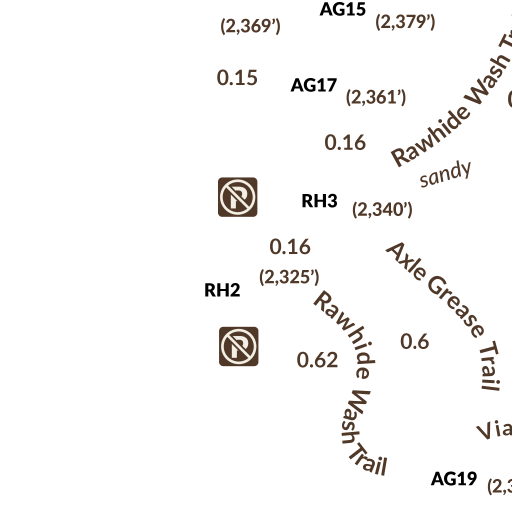 AG15
(2,369’)
(2,379’)
0.15
AG17
(2,361’)
0.16
Rawhide Wash
sandy
RH3
(2,340’)
0.16
Axle Grease Trail
(2,325’)
RH2
Rawhide Wash Trail
0.6
0.62
AG19